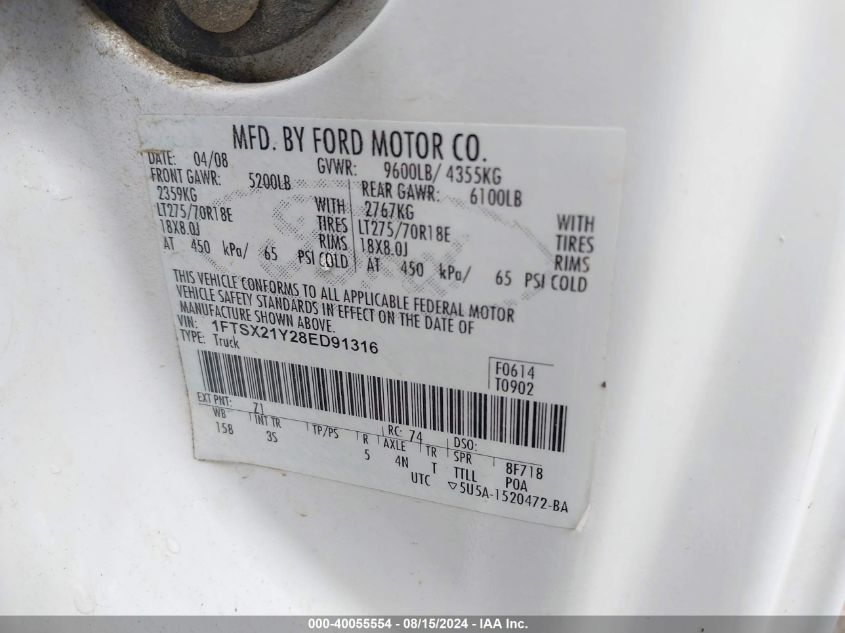 MFD. BY FORD MOTOR CO.
DATE: 04/08 GVWR: 9600LB/ 4355KG
FRONT GAWR: 5200LB REAR GAWR: 6100LB
2359KG WITH 2767KG WITH
LT275/70R18E TIRES LT275/70R18E TIRES
18X8.0J RIMS 18X8.0J RIMS
AT 450 kPa/ 65 PSI COLD AT 450 kPa/ 65 PSI COLD
THIS VEHICLE CONFORMS TO ALL APPLICABLE FEDERAL MOTOR
VEHICLE SAFETY STANDARDS IN EFFECT ON THE DATE OF
MANUFACTURE SHOWN ABOVE.
VIN: 1FTSX21Y28ED91316
TYPE: Truck
F0614
T0902
EXT PNT: Z1 RC: 74 DSO:
WB INT TR TP/PS R AXLE TR SPR 8F718
158 3S 5 4N T TTLL POA
UTC ▽5U5A-1520472-BA
000-40055554 - 08/15/2024 - IAA Inc.